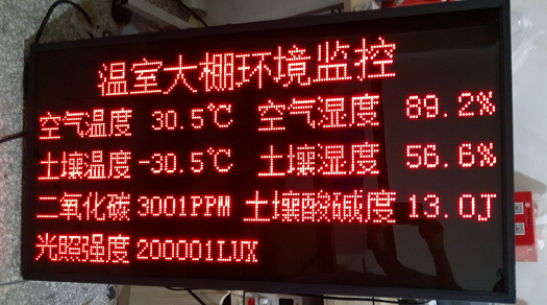 温室大棚环境监控
空气温度 30.5℃ 空气湿度 89.2%
土壤温度 -30.5℃ 土壤湿度 56.6%
二氧化碳 3001PPM 土壤酸碱度 13.0J
光照强度 200001LUX